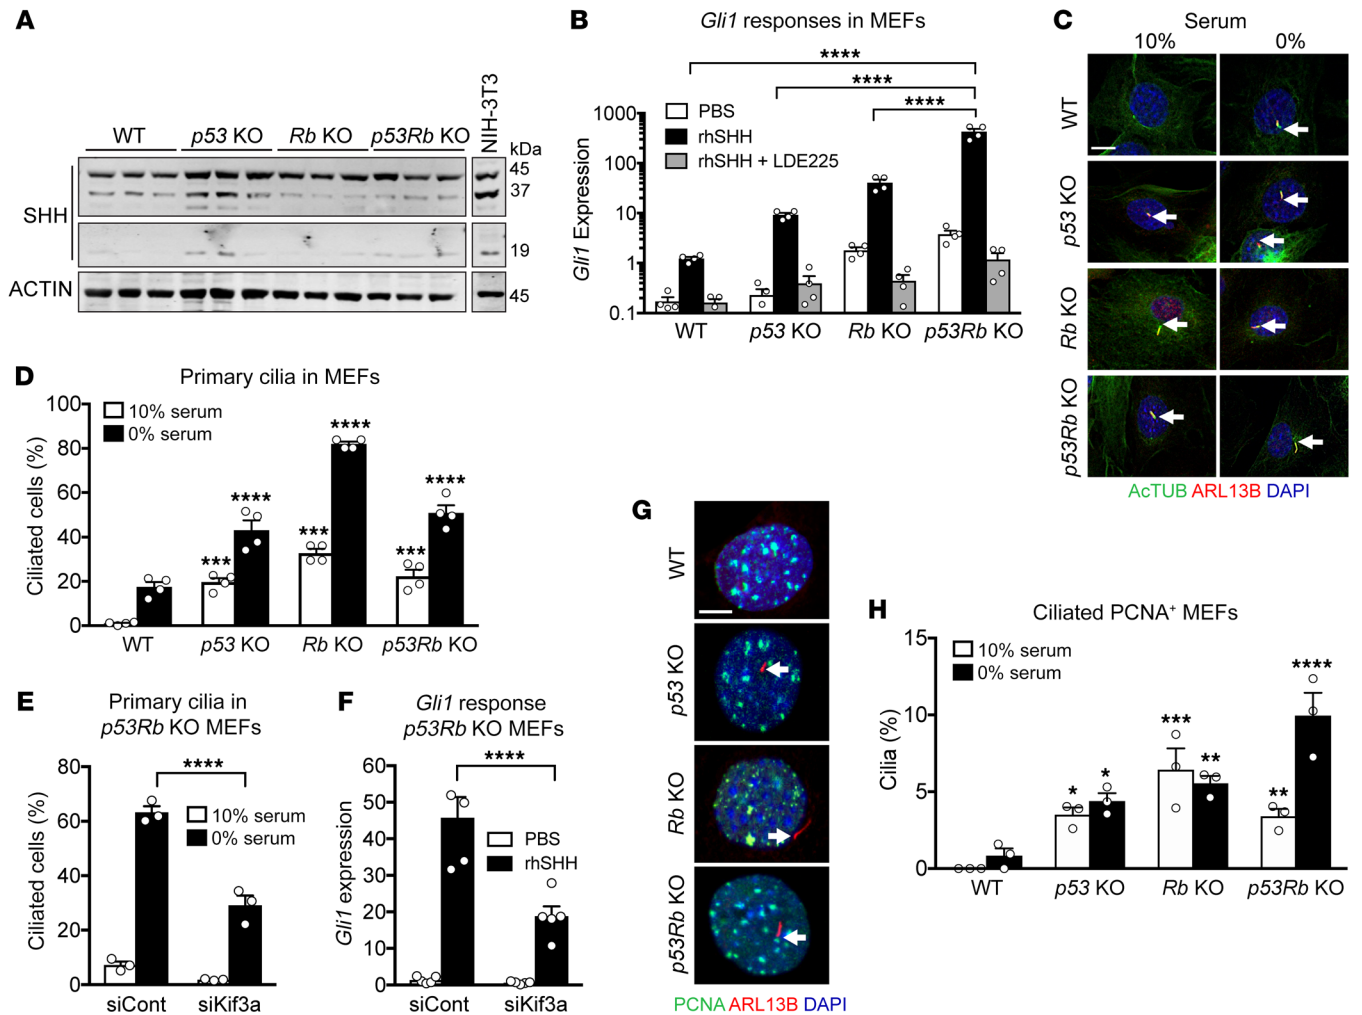 A
WT p53 KO Rb KO p53Rb KO NIH-3T3
kDa
45
37
SHH
19
ACTIN
45
B
Gli1 responses in MEFs
****
****
****
PBS
rhSHH
rhSHH + LDE225
Gli1 Expression
1000
100
10
1
0.1
WT p53 KO Rb KO p53Rb KO
C
Serum
10% 0%
WT
p53 KO
Rb KO
p53Rb KO
AcTUB ARL13B DAPI
D
Primary cilia in MEFs
10% serum
0% serum
Ciliated cells (%)
100
80
60
40
20
0
*** **** *** **** *** ****
WT p53 KO Rb KO p53Rb KO
E
Primary cilia in
p53Rb KO MEFs
****
10% serum
0% serum
Ciliated cells (%)
80
60
40
20
0
siCont siKif3a
F
Gli1 response
p53Rb KO MEFs
****
PBS
rhSHH
Gli1 expression
60
50
40
30
20
10
0
siCont siKif3a
G
WT
p53 KO
Rb KO
p53Rb KO
PCNA ARL13B DAPI
H
Ciliated PCNA+ MEFs
10% serum
0% serum
Cilia (%)
15
10
5
0
* * *** ** ** ****
WT p53 KO Rb KO p53Rb KO